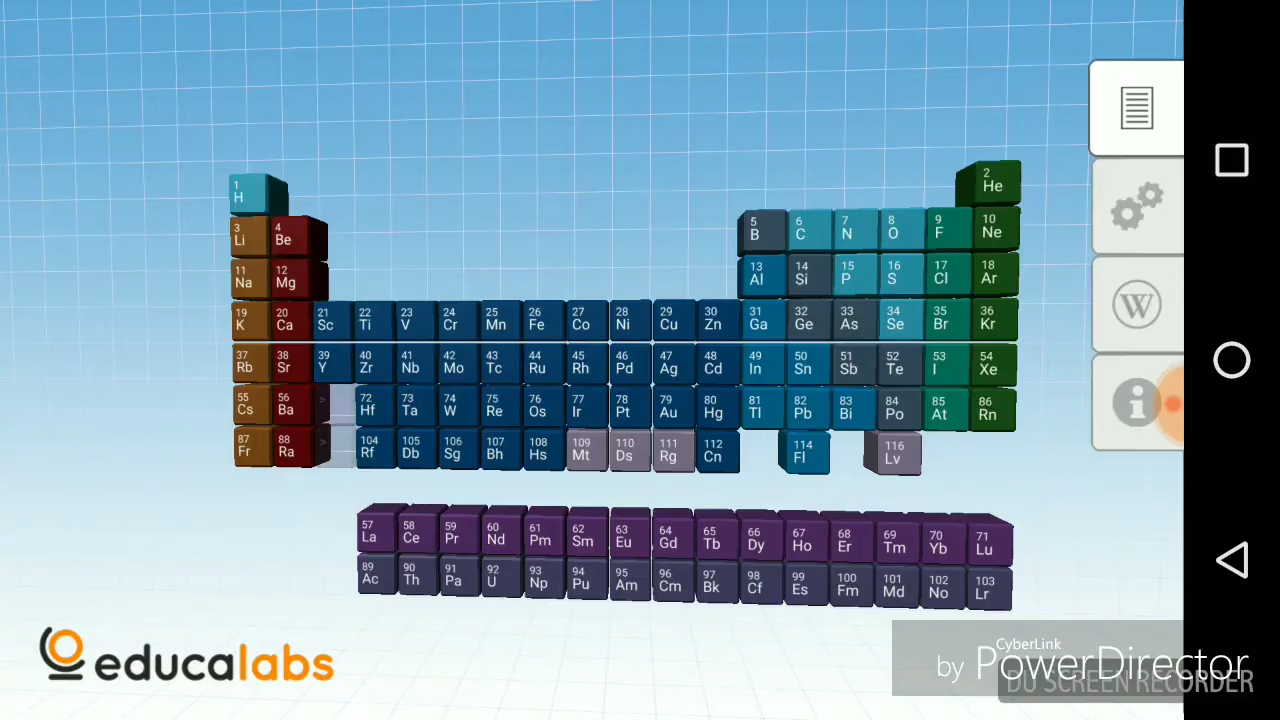 1 H 2 He
3 Li 4 Be 5 B 6 C 7 N 8 O 9 F 10 Ne
11 Na 12 Mg 13 Al 14 Si 15 P 16 S 17 Cl 18 Ar
19 K 20 Ca 21 Sc 22 Ti 23 V 24 Cr 25 Mn 26 Fe 27 Co 28 Ni 29 Cu 30 Zn 31 Ga 32 Ge 33 As 34 Se 35 Br 36 Kr
37 Rb 38 Sr 39 Y 40 Zr 41 Nb 42 Mo 43 Tc 44 Ru 45 Rh 46 Pd 47 Ag 48 Cd 49 In 50 Sn 51 Sb 52 Te 53 I 54 Xe
55 Cs 56 Ba > 72 Hf 73 Ta 74 W 75 Re 76 Os 77 Ir 78 Pt 79 Au 80 Hg 81 Tl 82 Pb 83 Bi 84 Po 85 At 86 Rn
87 Fr 88 Ra > 104 Rf 105 Db 106 Sg 107 Bh 108 Hs 109 Mt 110 Ds 111 Rg 112 Cn 114 Fl 116 Lv
57 La 58 Ce 59 Pr 60 Nd 61 Pm 62 Sm 63 Eu 64 Gd 65 Tb 66 Dy 67 Ho 68 Er 69 Tm 70 Yb 71 Lu
89 Ac 90 Th 91 Pa 92 U 93 Np 94 Pu 95 Am 96 Cm 97 Bk 98 Cf 99 Es 100 Fm 101 Md 102 No 103 Lr
W
i
educalabs
CyberLink
by PowerDirector
DU SCREEN RECORDER